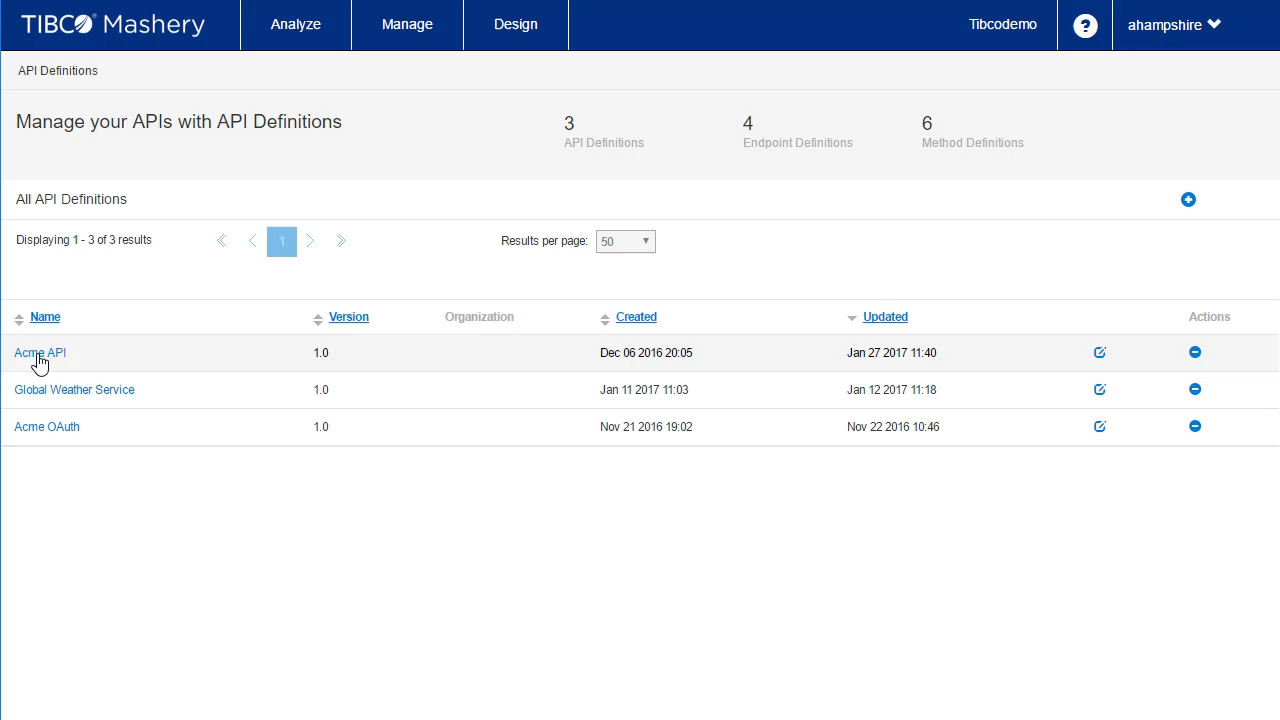 TIBCO® Mashery Analyze Manage Design Tibcodemo ? ahampshire
API Definitions
Manage your APIs with API Definitions
3 4 6
API Definitions Endpoint Definitions Method Definitions
All API Definitions
Displaying 1 - 3 of 3 results 1 Results per page: 50
Name Version Organization Created Updated Actions
Acme API 1.0 Dec 06 2016 20:05 Jan 27 2017 11:40
Global Weather Service 1.0 Jan 11 2017 11:03 Jan 12 2017 11:18
Acme OAuth 1.0 Nov 21 2016 19:02 Nov 22 2016 10:46